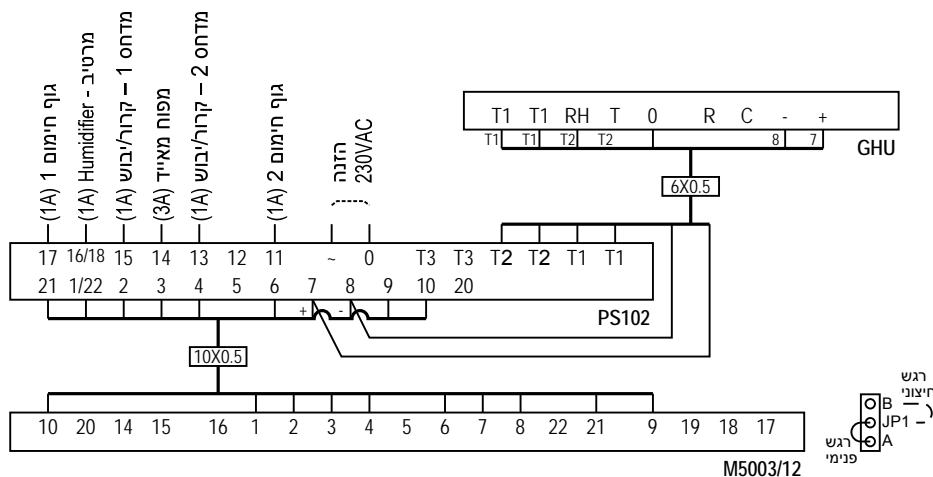 גוף חימום 1 (1A)
מרטיב - Humidifier (1A)
מדחס 1 – קרור/יבוש (1A)
מפוח מאייד (3A)
מדחס 2 – קרור/יבוש (1A)
גוף חימום 2 (1A)
הזנה
230VAC
T1 T1 RH T 0 R C - +
T1 T1 T2 T2 8 7
GHU
6X0.5
17 16/18 15 14 13 12 11 ~ 0 T3 T3 T2 T2 T1 T1
21 1/22 2 3 4 5 6 7 8 9 10 20
+ -
PS102
10X0.5
10 20 14 15 16 1 2 3 4 5 6 7 8 22 21 9 19 18 17
M5003/12
רגש
חיצוני
B
JP1
A
רגש
פנימי